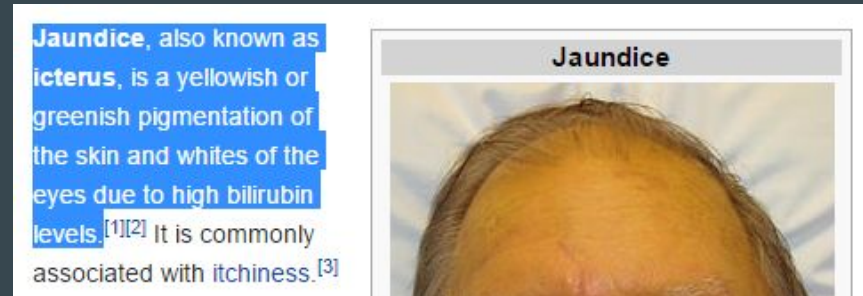 Jaundice, also known as
icterus, is a yellowish or
greenish pigmentation of
the skin and whites of the
eyes due to high bilirubin
levels.[1][2] It is commonly
associated with itchiness.[3]
Jaundice